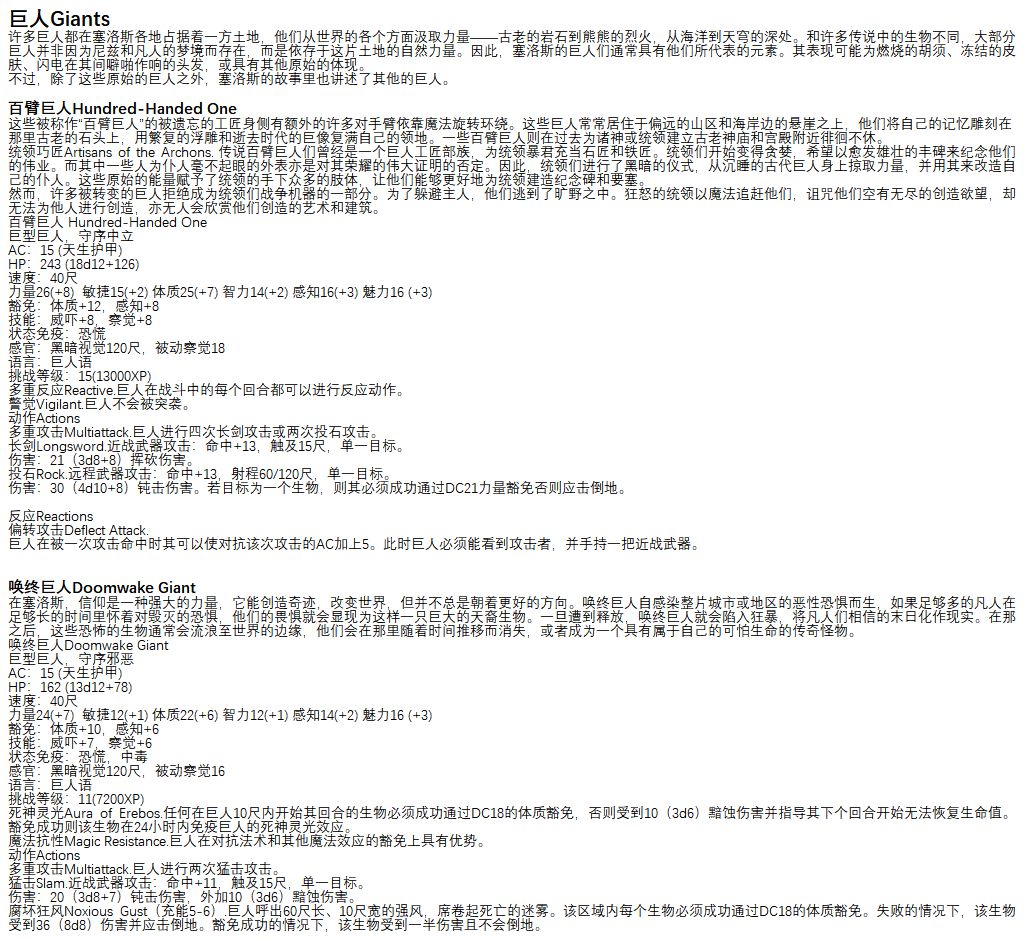 巨人Giants
许多巨人都在塞洛斯各地占据着一方土地，他们从世界的各个方面汲取力量——古老的岩石到熊熊的烈火，从海洋到天穹的深处。和许多传说中的生物不同，大部分
巨人并非因为尼兹和凡人的梦境而存在，而是依存于这片土地的自然力量。因此，塞洛斯的巨人们通常具有他们所代表的元素。其表现可能为燃烧的胡须、冻结的皮
肤、闪电在其间噼啪作响的头发，或具有其他原始的体现。
不过，除了这些原始的巨人之外，塞洛斯的故事里也讲述了其他的巨人。
百臂巨人Hundred-Handed One
这些被称作“百臂巨人”的被遗忘的工匠身侧有额外的许多对手臂依靠魔法旋转环绕。这些巨人常常居住于偏远的山区和海岸边的悬崖之上，他们将自己的记忆雕刻在
那里古老的石头上，用繁复的浮雕和逝去时代的巨像复满自己的领地。一些百臂巨人则在过去为诸神或统领建立古老神庙和宫殿附近徘徊不休。
统领巧匠Artisans of the Archons. 传说百臂巨人们曾经是一个巨人工匠部族，为统领暴君充当石匠和铁匠。统领们开始变得贪婪，希望以愈发雄壮的丰碑来纪念他们
的伟业。而其中一些人为仆人毫不起眼的外表亦是对其荣耀的伟大证明的否定。因此，统领们进行了黑暗的仪式，从沉睡的古代巨人身上掠取力量，并用其来改造自
己的仆人。这些原始的能量赋予了统领的手下众多的肢体，让他们能够更好地为统领建造纪念碑和要塞。
然而，许多被转变的巨人拒绝成为统领们战争机器的一部分。为了躲避主人，他们逃到了旷野之中。狂怒的统领以魔法追赶他们，诅咒他们空有无尽的创造欲望，却
无法为他人进行创造，亦无人会欣赏他们创造的艺术和建筑。
百臂巨人 Hundred-Handed One
巨型巨人，守序中立
AC：15 (天生护甲)
HP：243 (18d12+126)
速度：40尺
力量26(+8) 敏捷15(+2) 体质25(+7) 智力14(+2) 感知16(+3) 魅力16 (+3)
豁免：体质+12，感知+8
技能：威吓+8，察觉+8
状态免疫：恐慌
感官：黑暗视觉120尺，被动察觉18
语言：巨人语
挑战等级：15(13000XP)
多重反应Reactive.巨人在战斗中的每个回合都可以进行反应动作。
警觉Vigilant.巨人不会被突袭。
动作Actions
多重攻击Multiattack.巨人进行四次长剑攻击或两次投石攻击。
长剑Longsword.近战武器攻击：命中+13，触及15尺，单一目标。
伤害：21（3d8+8）挥砍伤害。
投石Rock.远程武器攻击：命中+13，射程60/120尺，单一目标。
伤害：30（4d10+8）钝击伤害。若目标为一个生物，则其必须成功通过DC21力量豁免否则应击倒地。
反应Reactions
偏转攻击Deflect Attack.
巨人在被一次攻击命中时其可以使对抗该次攻击的AC加上5。此时巨人必须能看到攻击者，并手持一把近战武器。
唤终巨人Doomwake Giant
在塞洛斯，信仰是一种强大的力量，它能创造奇迹，改变世界，但并不总是朝着更好的方向。唤终巨人自感染整片城市或地区的恶性恐惧而生，如果足够多的凡人在
足够长的时间里怀着对毁灭的恐惧，他们的畏惧就会显现为这样一只巨大的天裔生物。一旦遭到释放，唤终巨人就会陷入狂暴，将凡人们相信的末日化作现实。在那
之后，这些恐怖的生物通常会流浪至世界的边缘，他们会在那里随着时间推移而消失，或者成为一个具有属于自己的可怕生命的传奇怪物。
唤终巨人Doomwake Giant
巨型巨人，守序邪恶
AC：15 (天生护甲)
HP：162 (13d12+78)
速度：40尺
力量24(+7) 敏捷12(+1) 体质22(+6) 智力12(+1) 感知14(+2) 魅力16 (+3)
豁免：体质+10，感知+6
技能：威吓+7，察觉+6
状态免疫：恐慌，中毒
感官：黑暗视觉120尺，被动察觉16
语言：巨人语
挑战等级：11(7200XP)
死神灵光Aura of Erebos.任何在巨人10尺内开始其回合的生物必须成功通过DC18的体质豁免，否则受到10（3d6）黯蚀伤害并指导其下个回合开始无法恢复生命值。
豁免成功则该生物在24小时内免疫巨人的死神灵光效应。
魔法抗性Magic Resistance.巨人在对抗法术和其他魔法效应的豁免上具有优势。
动作Actions
多重攻击Multiattack.巨人进行两次猛击攻击。
猛击Slam.近战武器攻击：命中+11，触及15尺，单一目标。
伤害：20（3d8+7）钝击伤害，外加10（3d6）黯蚀伤害。
腐坏狂风Noxious Gust（充能5-6）.巨人呼出60尺长、10尺宽的强风，席卷起死亡的迷雾。该区域内每个生物必须成功通过DC18的体质豁免。失败的情况下，该生物
受到36（8d8）伤害并应击倒地。豁免成功的情况下，该生物受到一半伤害且不会倒地。